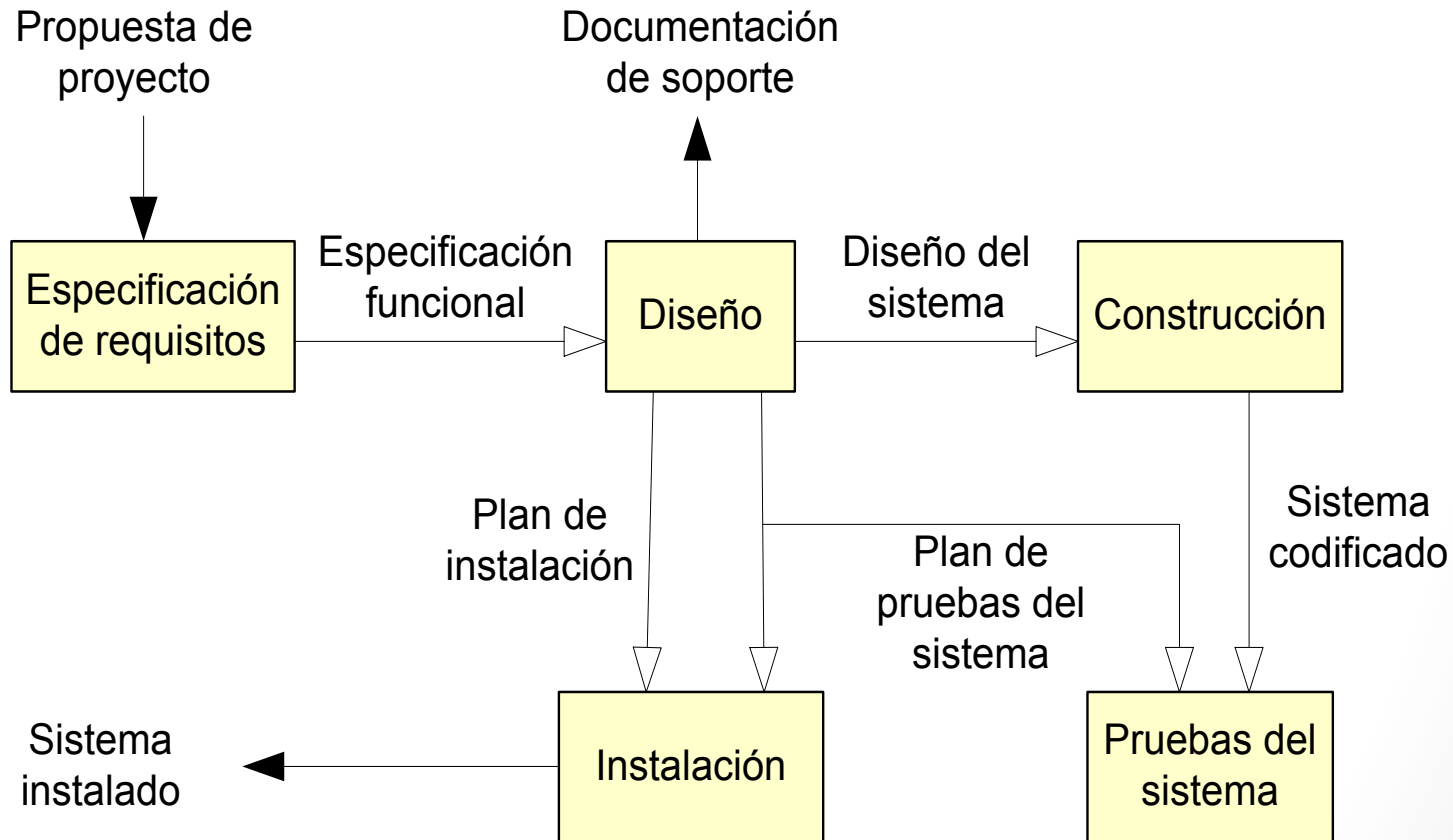 Propuesta de
proyecto
Documentación
de soporte
Especificación
de requisitos
Especificación
funcional
Diseño
Diseño del
sistema
Construcción
Plan de
instalación
Plan de
pruebas del
sistema
Sistema
codificado
Sistema
instalado
Instalación
Pruebas del
sistema